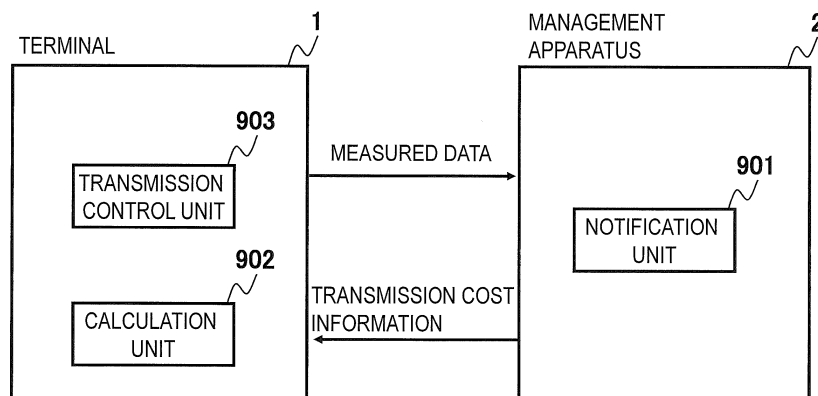 TERMINAL
1
MANAGEMENT
APPARATUS
2
903
TRANSMISSION
CONTROL UNIT
MEASURED DATA
901
NOTIFICATION
UNIT
902
CALCULATION
UNIT
TRANSMISSION COST
INFORMATION